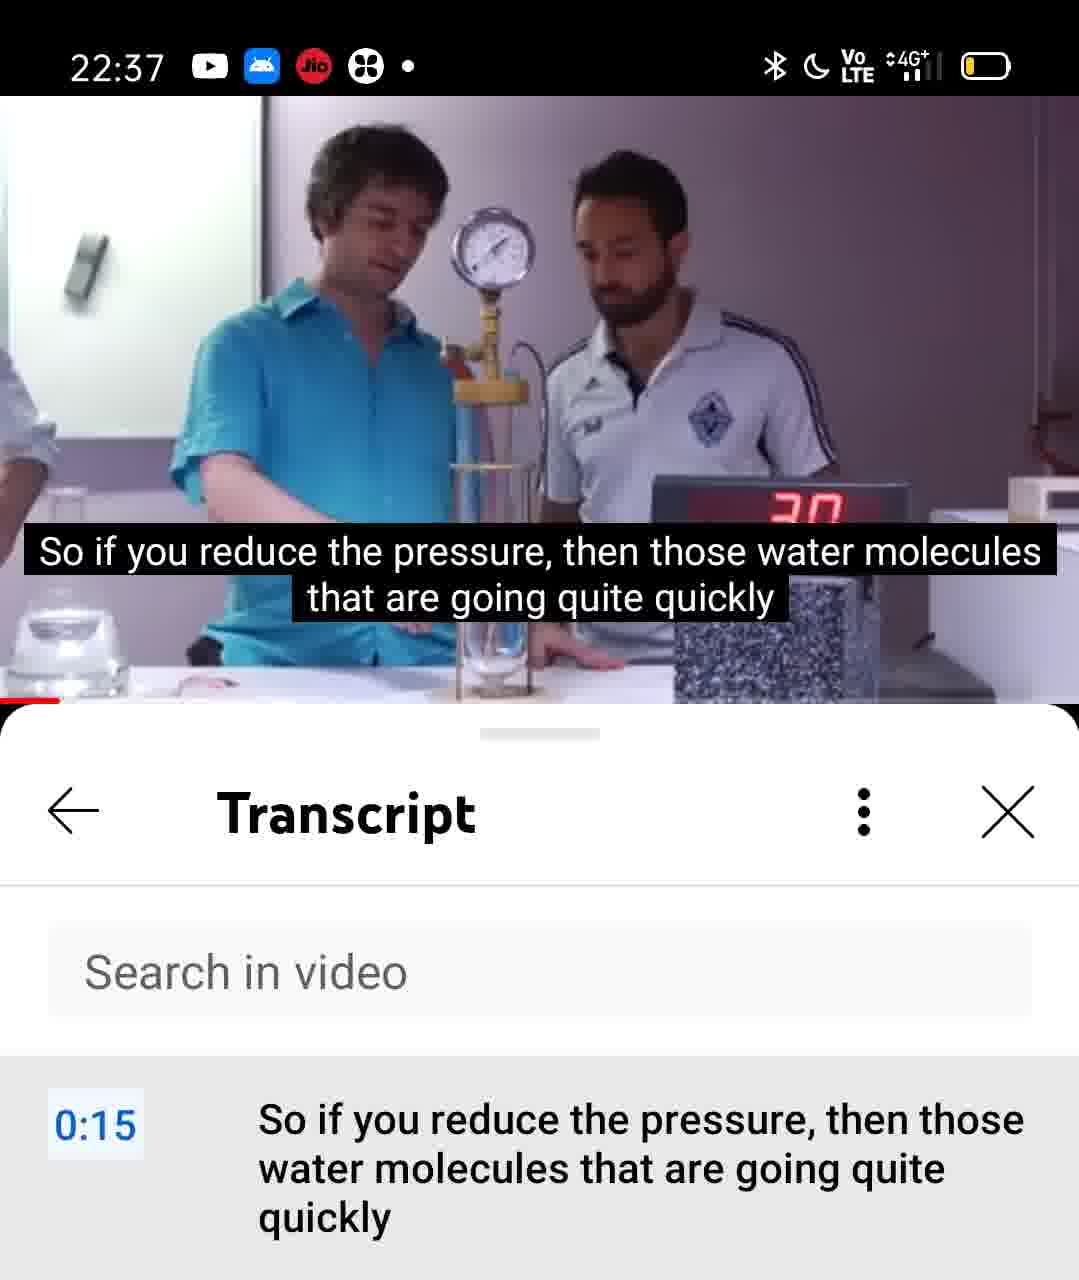 22:37
Jio
Vo
LTE
4G+
30
So if you reduce the pressure, then those water molecules
that are going quite quickly
Transcript
Search in video
0:15
So if you reduce the pressure, then those
water molecules that are going quite
quickly